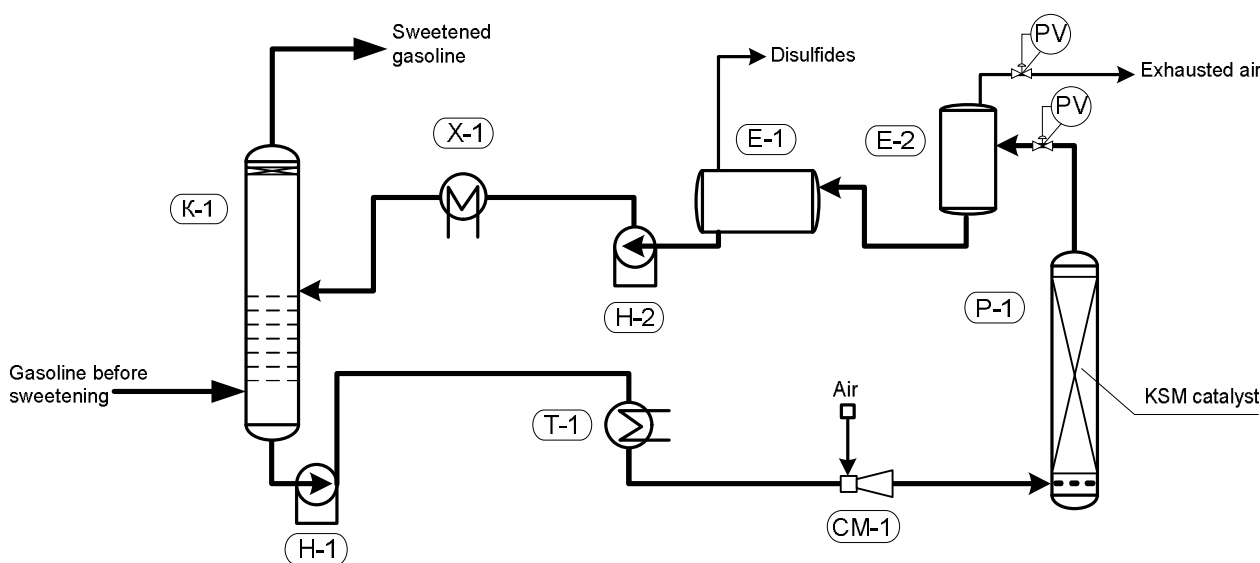 Sweetened
gasoline
Disulfides
PV
Exhausted air
PV
X-1
E-1
E-2
К-1
P-1
H-2
Gasoline before
sweetening
T-1
Air
KSM catalyst
CM-1
H-1